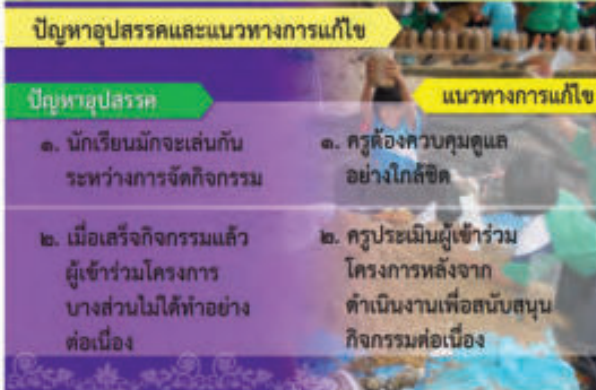 ปัญหาอุปสรรคและแนวทางการแก้ไข
ปัญหาอุปสรรค
๑. นักเรียนมักจะเล่นกัน
ระหว่างการจัดกิจกรรม
๒. เมื่อเสร็จกิจกรรมแล้ว
ผู้เข้าร่วมโครงการ
บางส่วนไม่ได้ทำอย่าง
ต่อเนื่อง
แนวทางการแก้ไข
๑. ครูต้องควบคุมดูแล
อย่างใกล้ชิด
๒. ครูประเมินผู้เข้าร่วม
โครงการหลังจาก
ดำเนินงานเพื่อสนับสนุน
กิจกรรมต่อเนื่อง